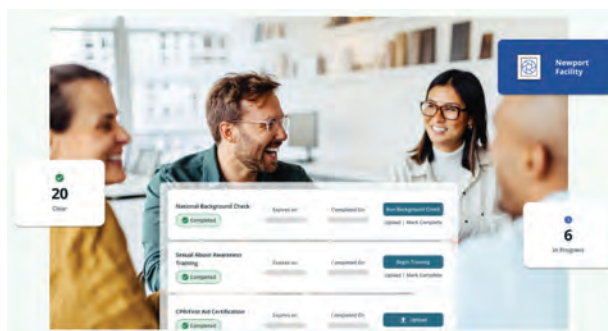 Newport
Facility
20
Clear
6
In Progress
National Background Check
Expires on:
Completed On:
Run Background Check
Completed
Upload | Mark Complete
Sexual Abuse Awareness
Training
Expires on:
Completed On:
Begin Training
Completed
Upload | Mark Complete
CPR/First Aid Certification
Expires on:
Completed On:
Upload
Completed